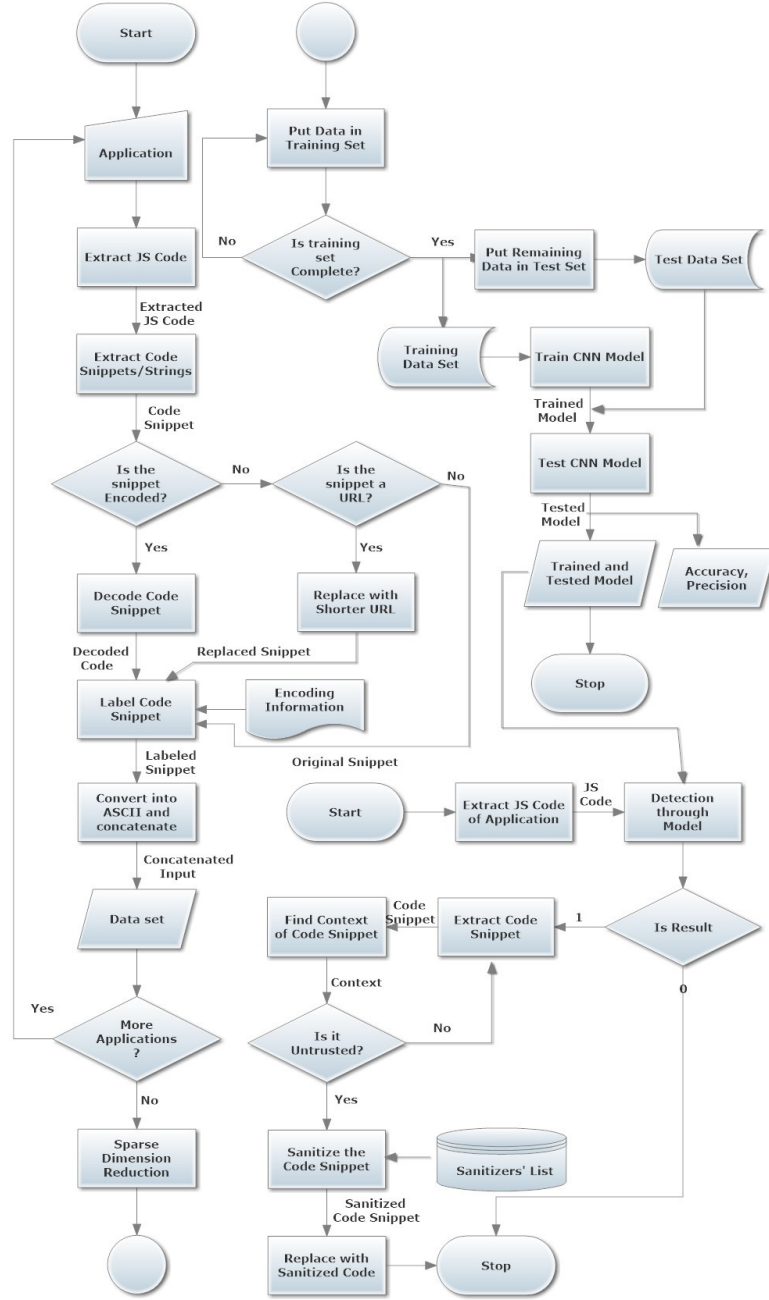 Start
Application
Extract JS Code
Extracted
JS Code
Extract Code
Snippets/Strings
Code
Snippet
Is the
snippet
Encoded?
No
Is the
snippet a
URL?
No
Yes
Yes
Decode Code
Snippet
Replace with
Shorter URL
Decoded
Code
Replaced Snippet
Label Code
Snippet
Encoding
Information
Original Snippet
Labeled
Snippet
Convert into
ASCII and
concatenate
Concatenated
Input
Data set
More
Applications
?
Yes
No
Sparse
Dimension
Reduction
Put Data in
Training Set
Is training
set
Complete?
No
Yes
Put Remaining
Data in Test Set
Test Data Set
Training
Data Set
Train CNN Model
Trained
Model
Test CNN Model
Tested
Model
Trained and
Tested Model
Accuracy,
Precision
Stop
Start
Extract JS Code
of Application
JS
Code
Detection
through
Model
Is Result
1
0
Extract Code
Snippet
Code
Snippet
Find Context
of Code Snippet
Context
Is it
Untrusted?
No
Yes
Sanitize the
Code Snippet
Sanitizers' List
Sanitized
Code Snippet
Replace with
Sanitized Code
Stop